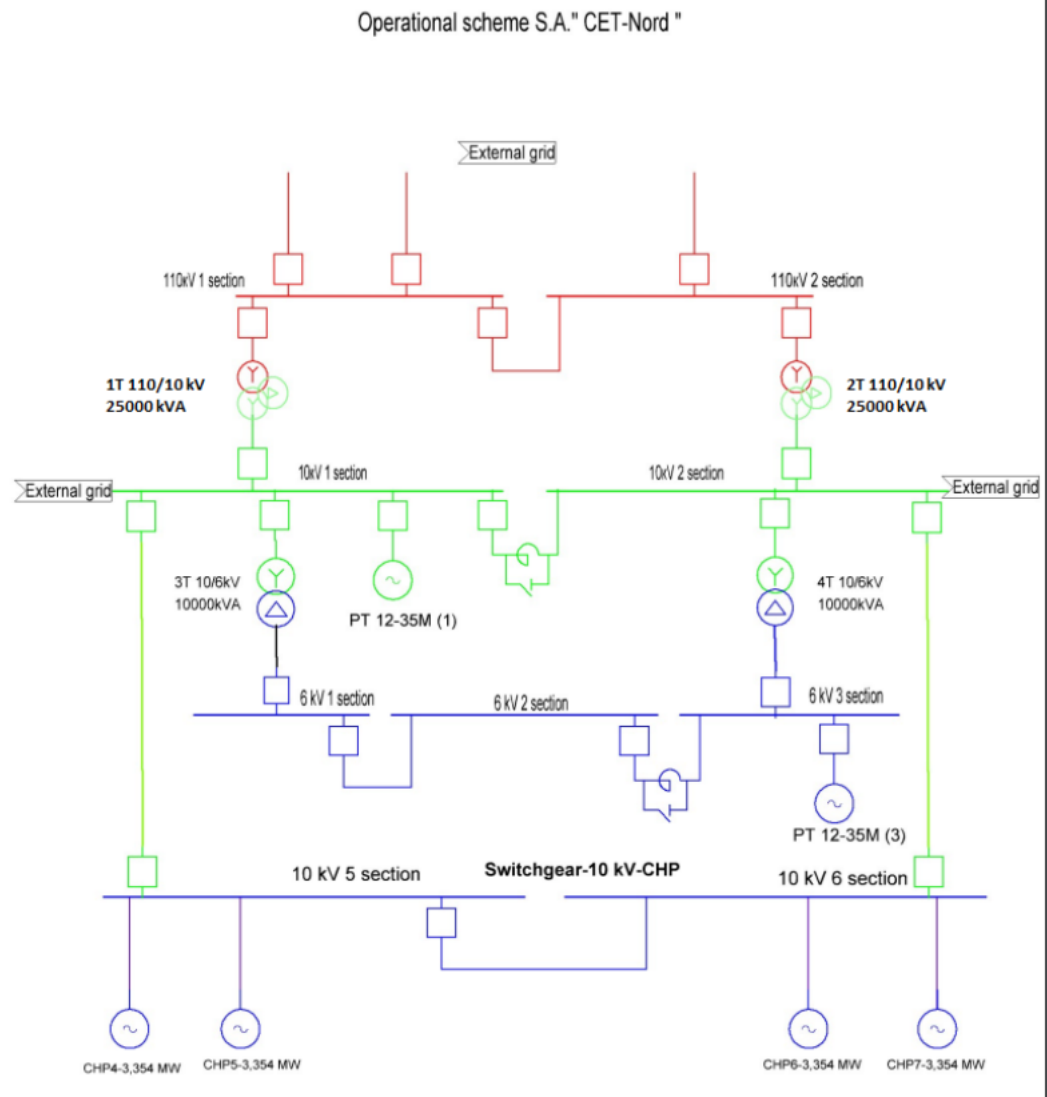 Operational scheme S.A." CET-Nord "
External grid
110кV 1 section
110кV 2 section
1T 110/10 kV
25000 kVA
2T 110/10 kV
25000 kVA
External grid
10кV 1 section
10кV 2 section
External grid
3T 10/6kV
10000kVA
PT 12-35M (1)
4T 10/6kV
10000kVA
6 kV 1 section
6 kV 2 section
6 kV 3 section
PT 12-35M (3)
10 kV 5 section
Switchgear-10 kV-CHP
10 kV 6 section
CHP4-3,354 MW
CHP5-3,354 MW
CHP6-3,354 MW
CHP7-3,354 MW